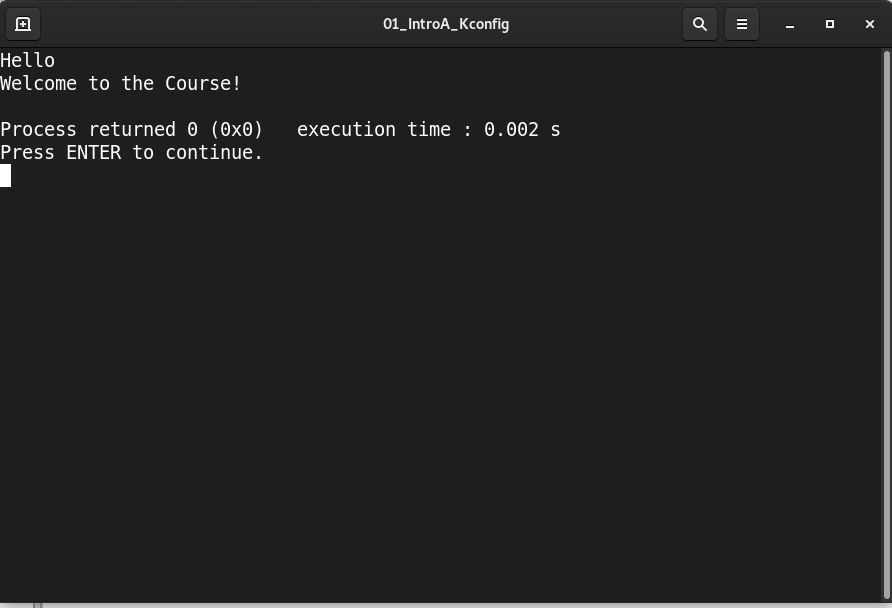 01_IntroA_Kconfig
Hello
Welcome to the Course!
Process returned 0 (0x0)   execution time : 0.002 s
Press ENTER to continue.